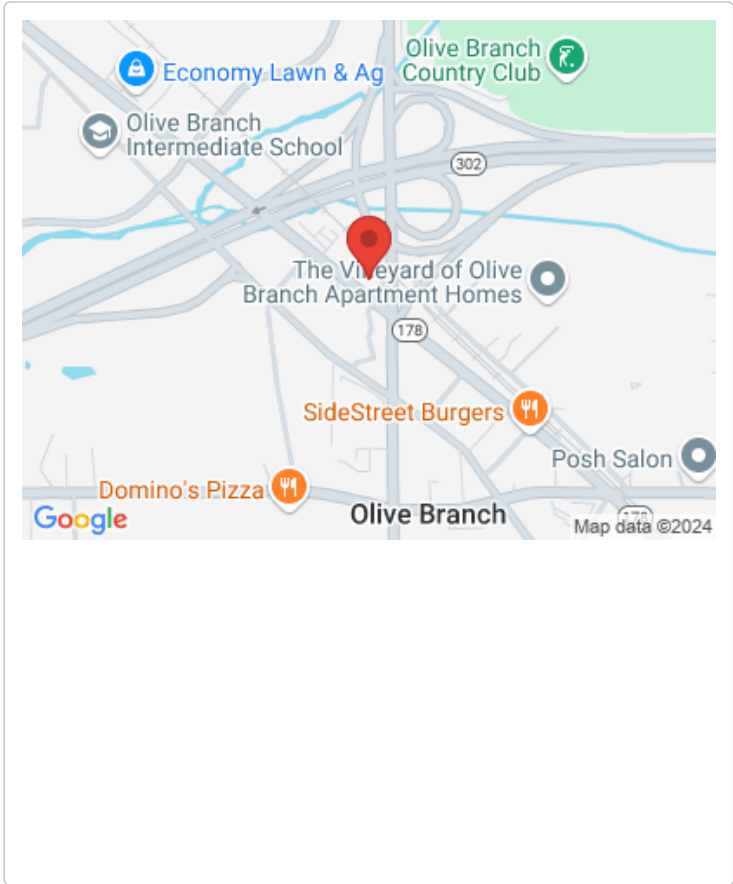 Economy Lawn & Ag
Olive Branch
Country Club
Olive Branch
Intermediate School
302
The Vineyard of Olive
Branch Apartment Homes
178
SideStreet Burgers
Posh Salon
Domino's Pizza
Olive Branch
178
Google
Map data ©2024